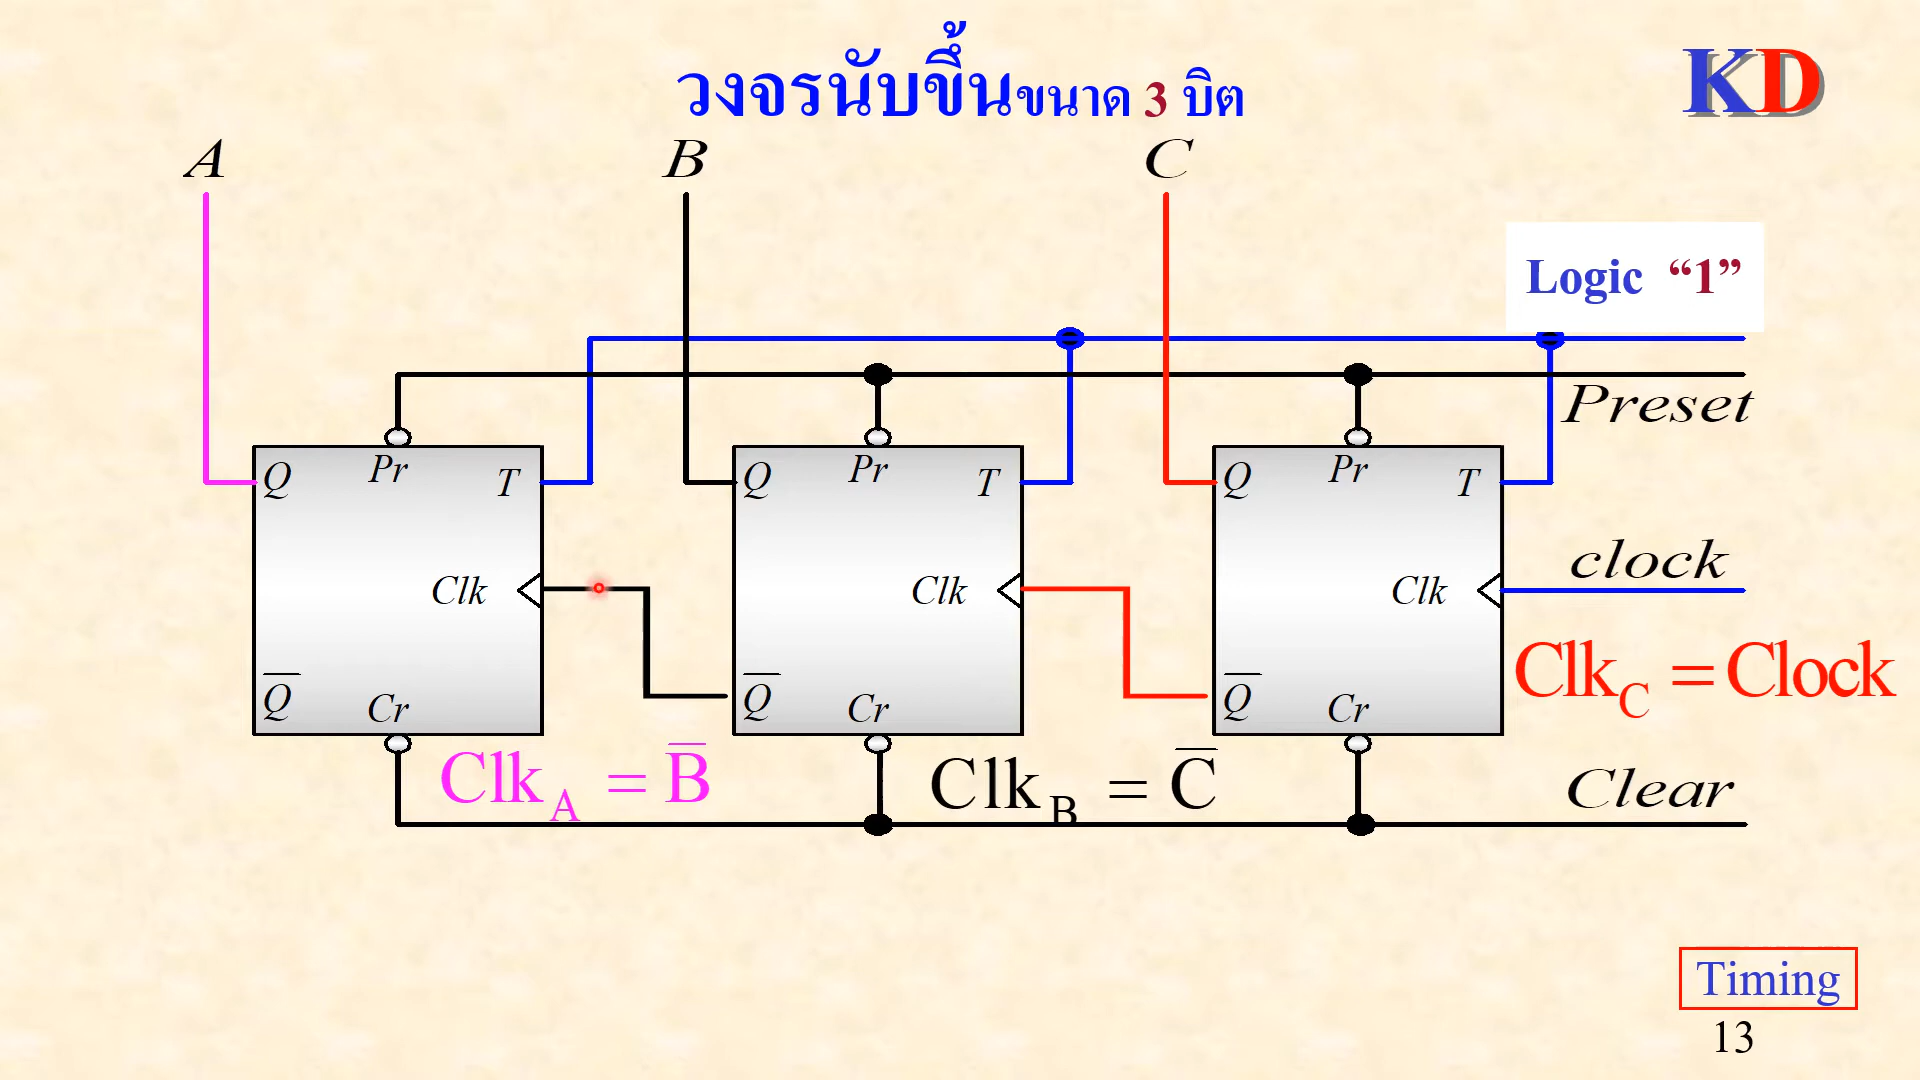 วงจรนับขึ้นขนาด 3 บิต
KD
A B C
Logic “1”
Preset
Q Pr T Q Pr T Q Pr T
clock
Clk Clk Clk
Clk_C = Clock
Q̅ Cr Q̅ Cr Q̅ Cr
Clk_A = B̅ Clk_B = C̅
Clear
Timing
13